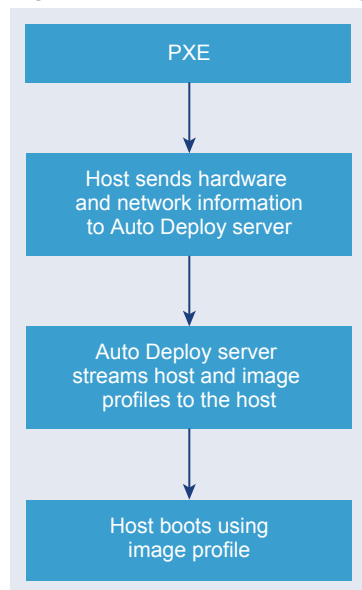 PXE
Host sends hardware
and network information
to Auto Deploy server
Auto Deploy server
streams host and image
profiles to the host
Host boots using
image profile